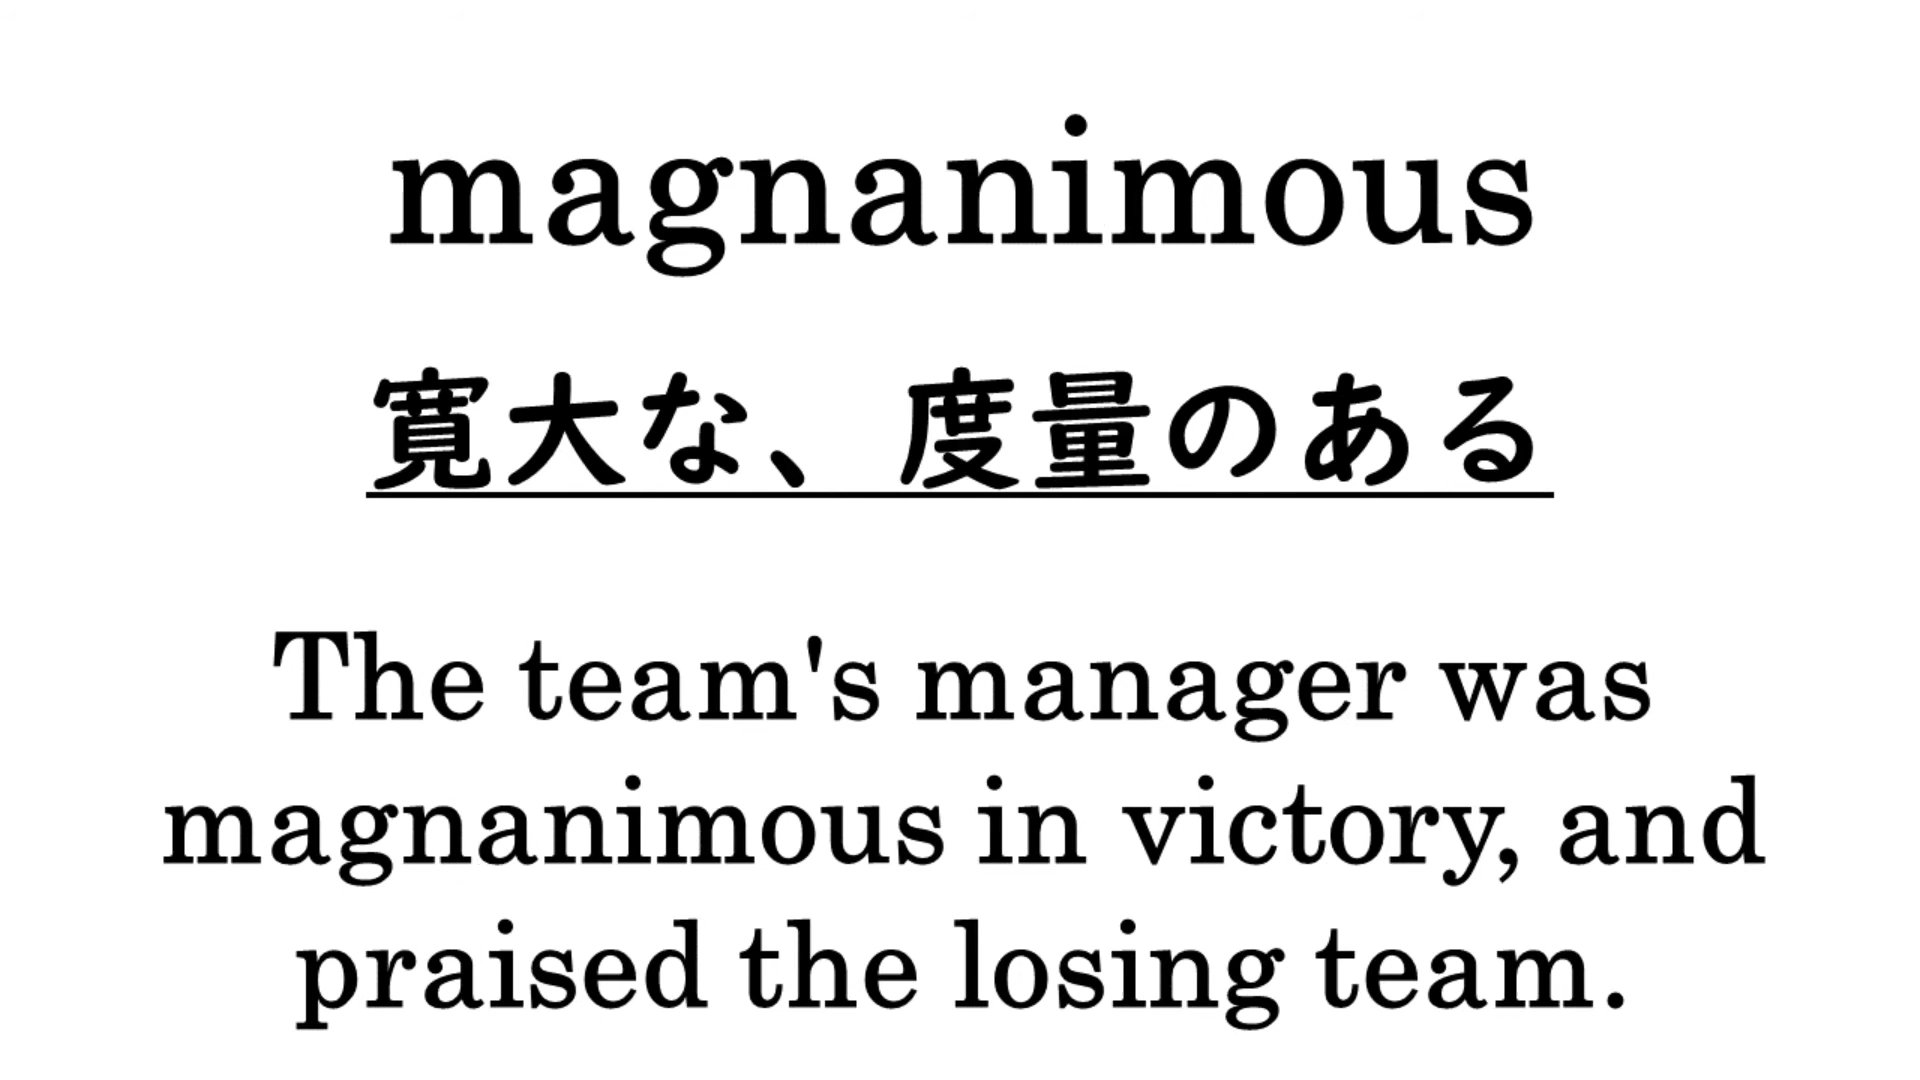 magnanimous
寛大な、度量のある
The team's manager was
magnanimous in victory, and
praised the losing team.